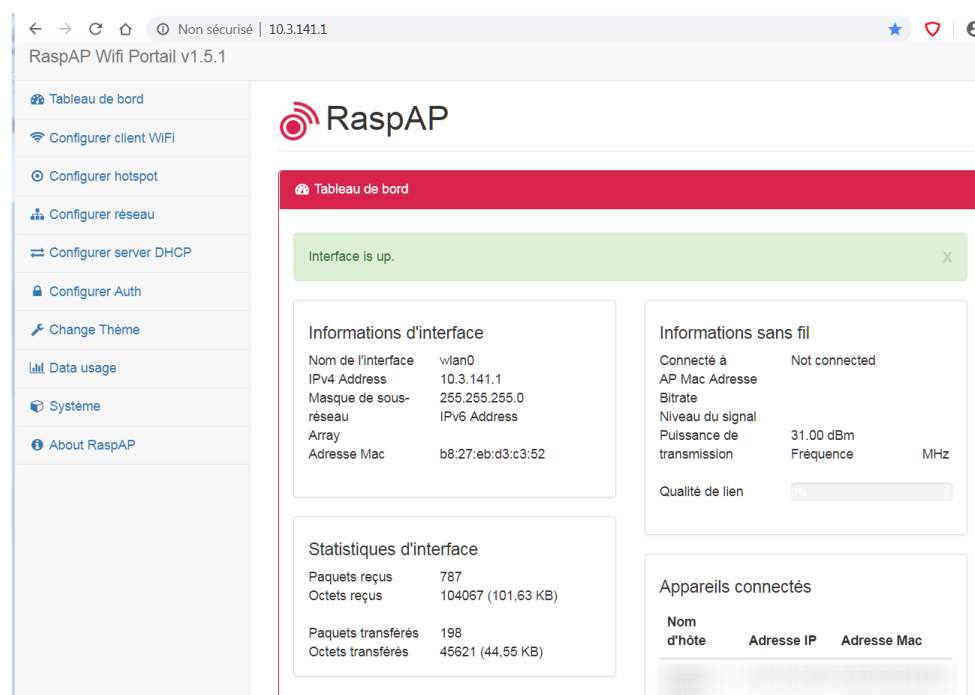 Non sécurisé | 10.3.141.1
RaspAP Wifi Portail v1.5.1
Tableau de bord
Configurer client WiFi
Configurer hotspot
Configurer réseau
Configurer server DHCP
Configurer Auth
Change Thème
Data usage
Système
About RaspAP
RaspAP
Tableau de bord
Interface is up.
X
Informations d'interface
Nom de l'interface wlan0
IPv4 Address 10.3.141.1
Masque de sous- 255.255.255.0
réseau IPv6 Address
Array
Adresse Mac b8:27:eb:d3:c3:52
Statistiques d'interface
Paquets reçus 787
Octets reçus 104067 (101,63 KB)
Paquets transférés 198
Octets transférés 45621 (44,55 KB)
Informations sans fil
Connecté à Not connected
AP Mac Adresse
Bitrate
Niveau du signal
Puissance de 31.00 dBm
transmission Fréquence MHz
Qualité de lien
Appareils connectés
Nom
d'hôte Adresse IP Adresse Mac